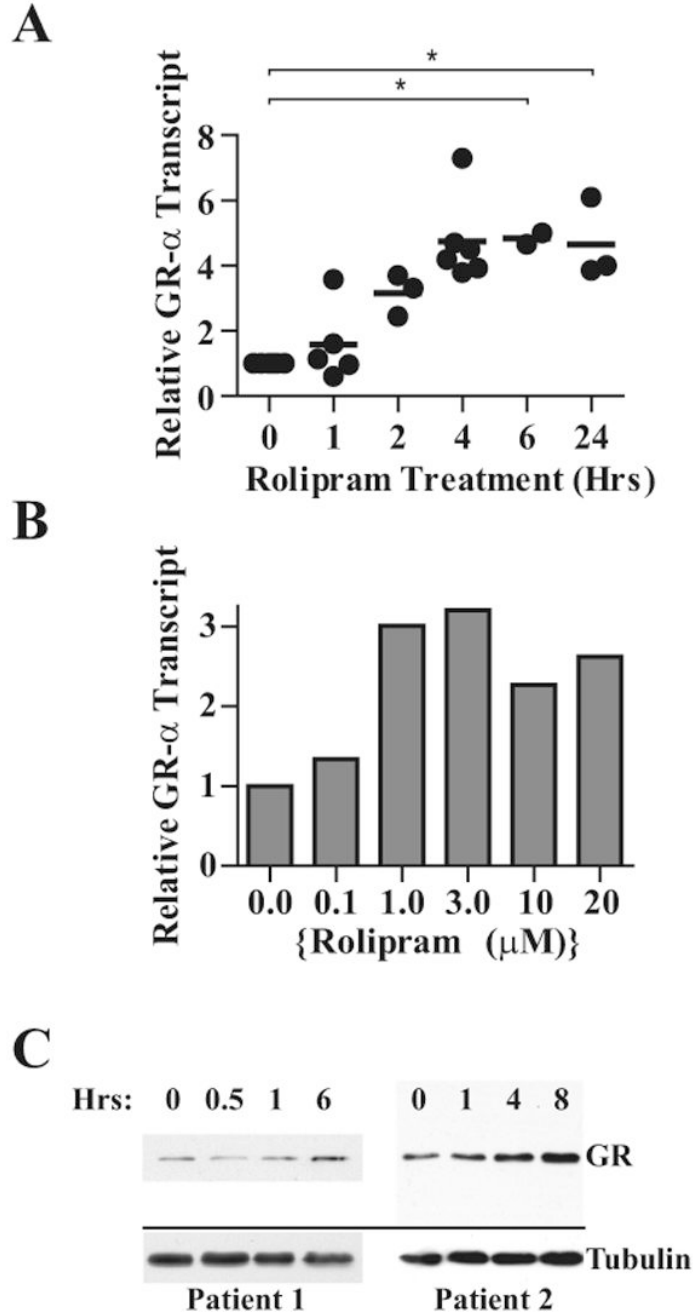 A
*
*
Relative GR-α Transcript
8
6
4
2
0
0 1 2 4 6 24
Rolipram Treatment (Hrs)
B
Relative GR-α Transcript
3
2
1
0
0.0 0.1 1.0 3.0 10 20
{Rolipram (μM)}
C
Hrs: 0 0.5 1 6 0 1 4 8
GR
Tubulin
Patient 1 Patient 2